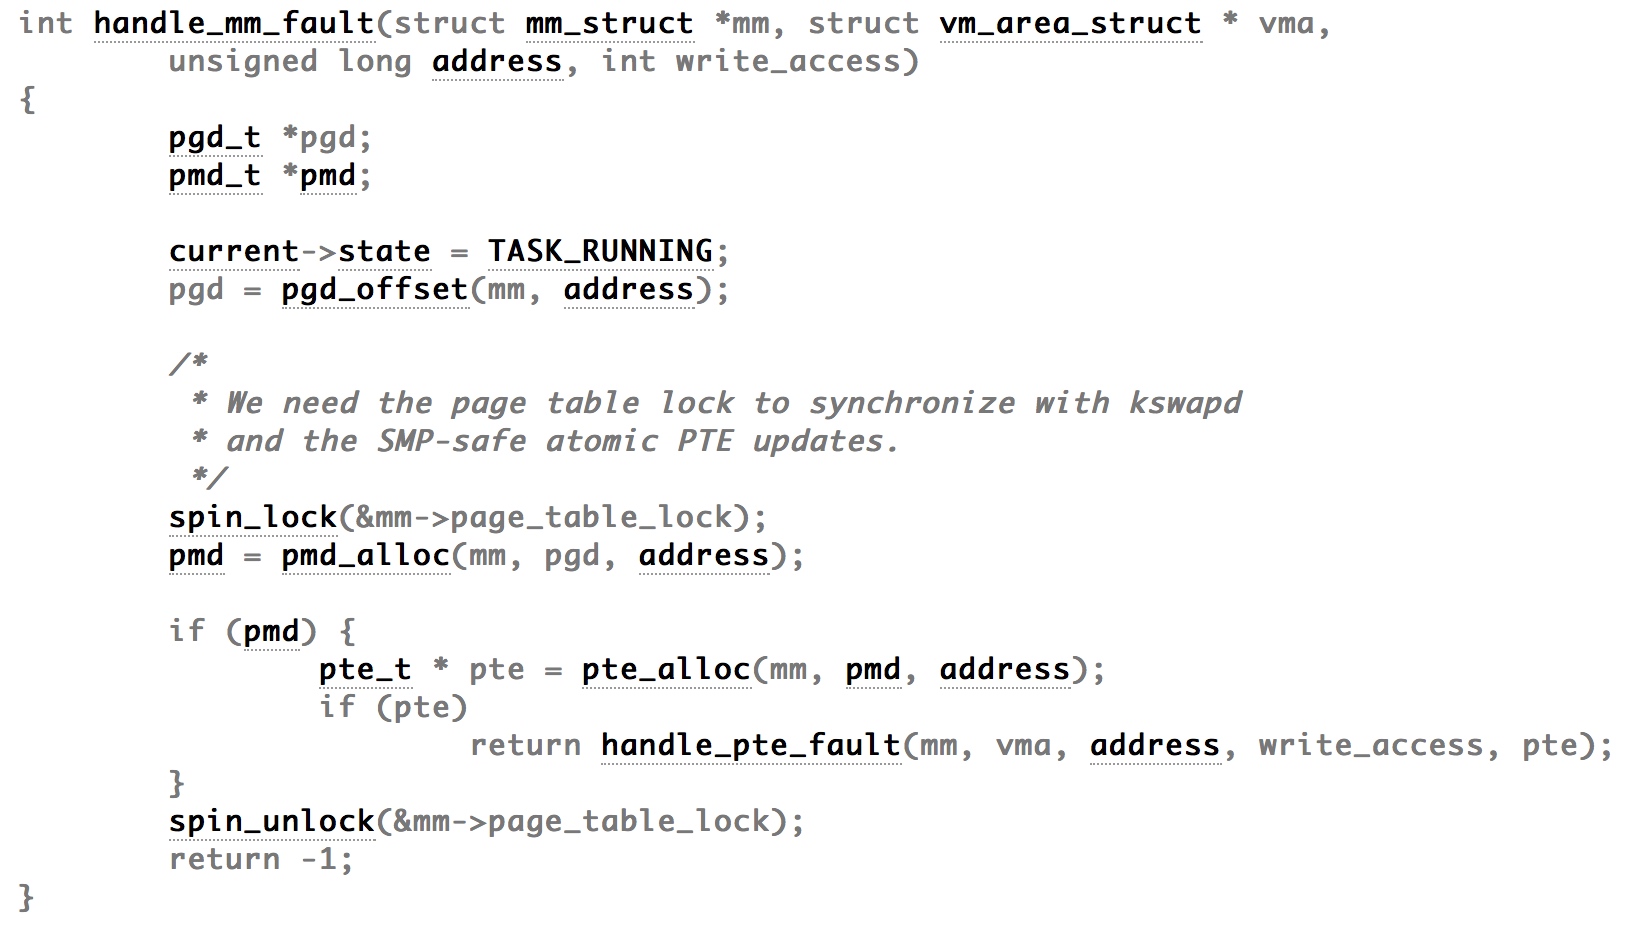 int handle_mm_fault(struct mm_struct *mm, struct vm_area_struct * vma,
        unsigned long address, int write_access)
{
        pgd_t *pgd;
        pmd_t *pmd;

        current->state = TASK_RUNNING;
        pgd = pgd_offset(mm, address);

        /*
         * We need the page table lock to synchronize with kswapd
         * and the SMP-safe atomic PTE updates.
         */
        spin_lock(&mm->page_table_lock);
        pmd = pmd_alloc(mm, pgd, address);

        if (pmd) {
                pte_t * pte = pte_alloc(mm, pmd, address);
                if (pte)
                        return handle_pte_fault(mm, vma, address, write_access, pte);
        }
        spin_unlock(&mm->page_table_lock);
        return -1;
}